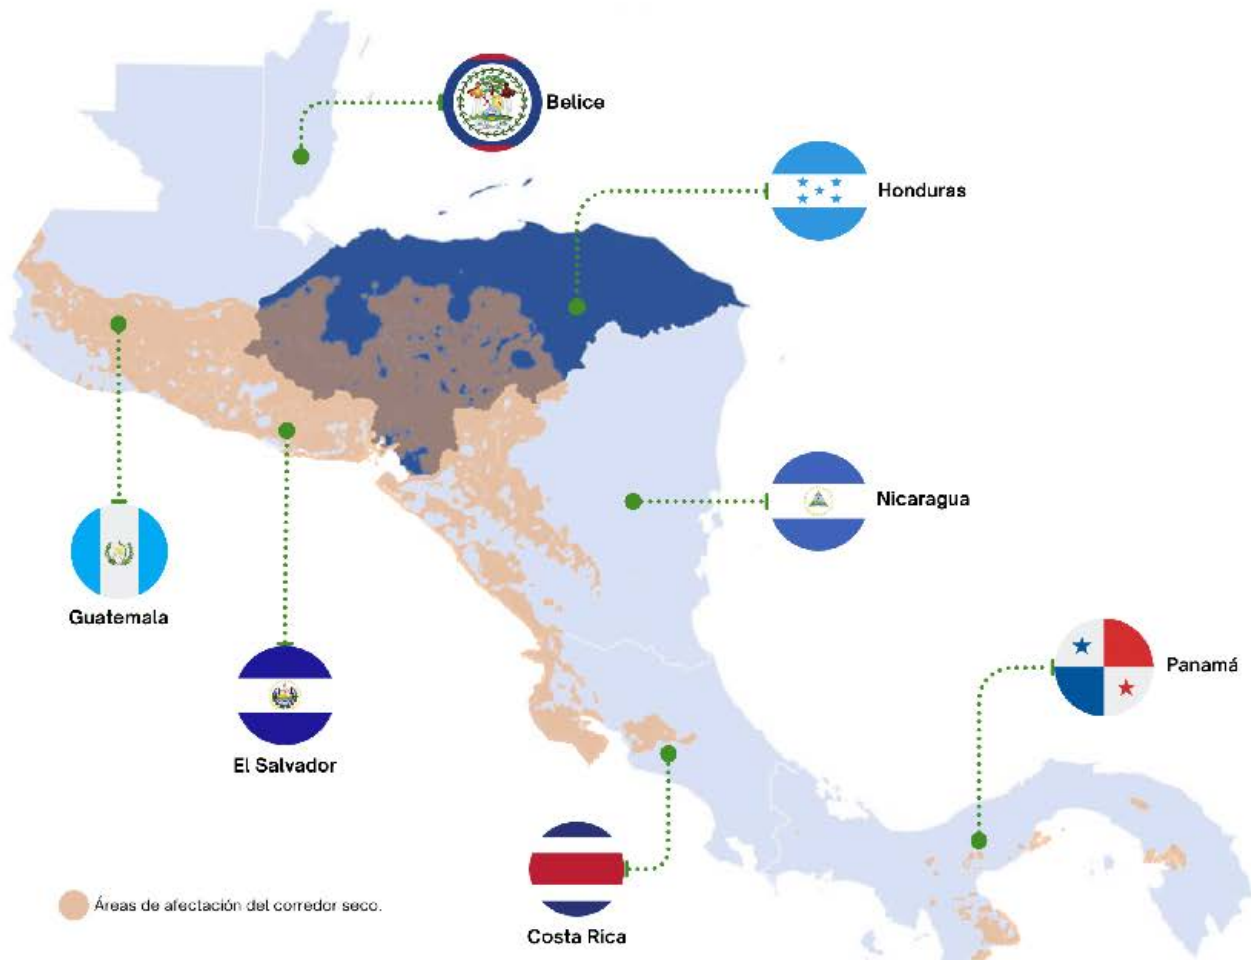 Belice
Honduras
Nicaragua
Guatemala
El Salvador
Panamá
Costa Rica
Áreas de afectación del corredor seco.